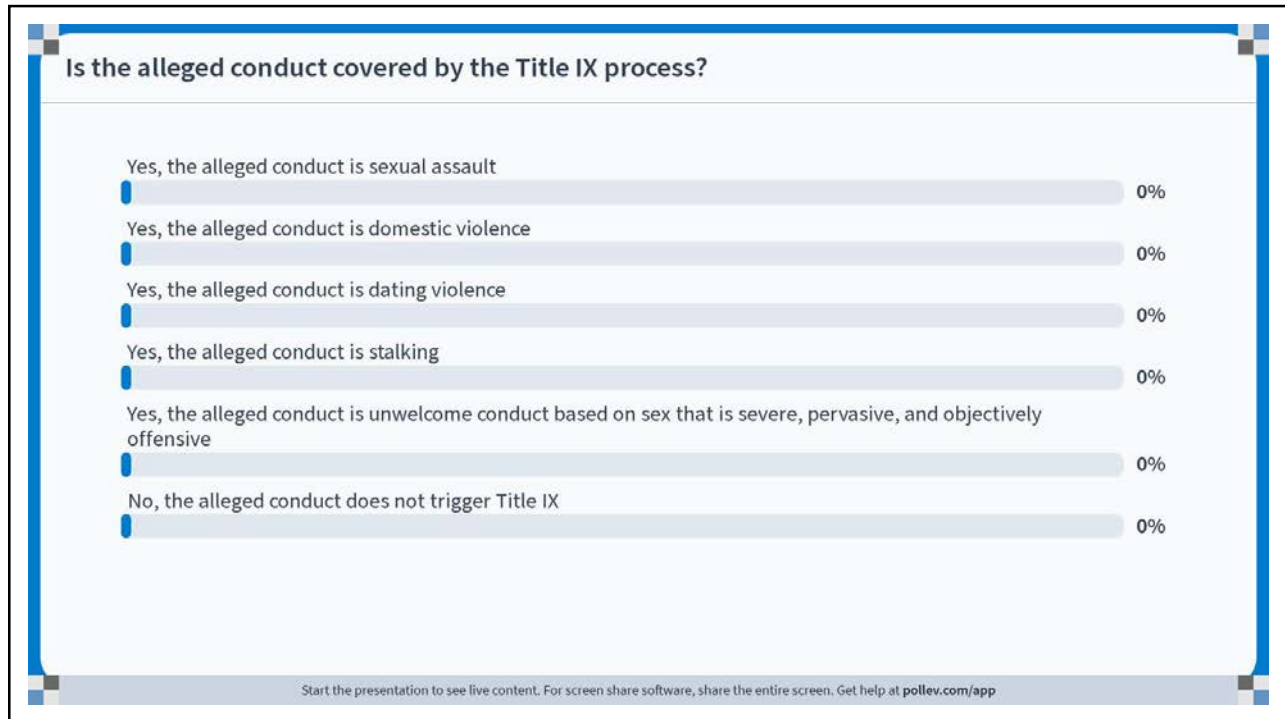 Is the alleged conduct covered by the Title IX process?
Yes, the alleged conduct is sexual assault
0%
Yes, the alleged conduct is domestic violence
0%
Yes, the alleged conduct is dating violence
0%
Yes, the alleged conduct is stalking
0%
Yes, the alleged conduct is unwelcome conduct based on sex that is severe, pervasive, and objectively
offensive
0%
No, the alleged conduct does not trigger Title IX
0%
Start the presentation to see live content. For screen share software, share the entire screen. Get help at pollev.com/app